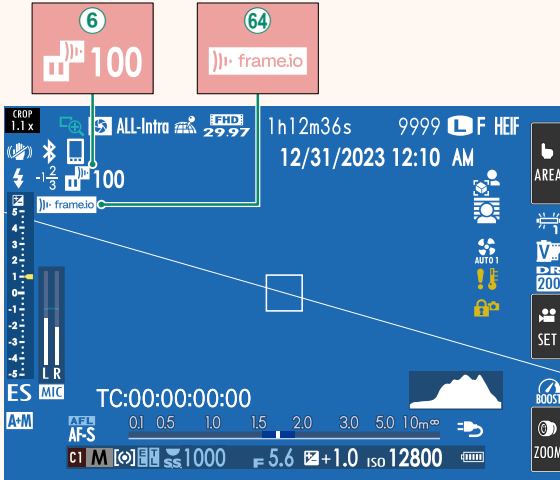 6
64
100
frame.io
CROP
1.1x
ALL-Intra
FHD
29.97
1h12m36s
9999
L
F
HEIF
12/31/2023 12:10 AM
AREA
-1 2/3
100
frame.io
5
4
3
2
1
0
-1
-2
-3
-4
-5
L R
ES
MIC
A+M
AUTO 1
V
DR
200
SET
BOOST
ZOOM
TC:00:00:00:00
AFL
AF-S
0.1 0.5 1.0 1.5 2.0 3.0 5.0 10m∞
C1 M E L SS 1000 F 5.6 +1.0 ISO 12800